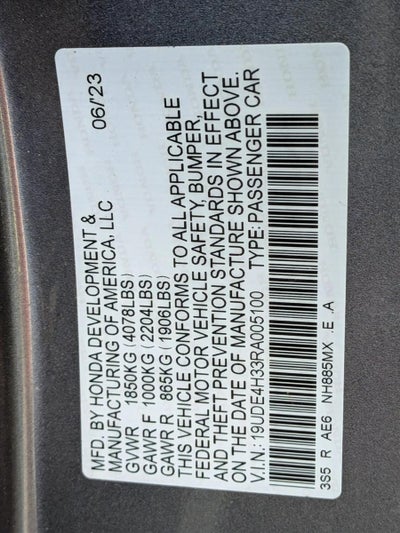 MFD. BY HONDA DEVELOPMENT & 06/23
MANUFACTURING OF AMERICA, LLC
GVWR 1850KG (4078LBS)
GAWR F 1000KG (2204LBS)
GAWR R 865KG (1906LBS)
THIS VEHICLE CONFORMS TO ALL APPLICABLE
FEDERAL MOTOR VEHICLE SAFETY, BUMPER,
AND THEFT PREVENTION STANDARDS IN EFFECT
ON THE DATE OF MANUFACTURE SHOWN ABOVE.
V.I.N.: 19UDE4H33RA005100 TYPE: PASSENGER CAR
3S5 R AE6 NH885MX .E .A